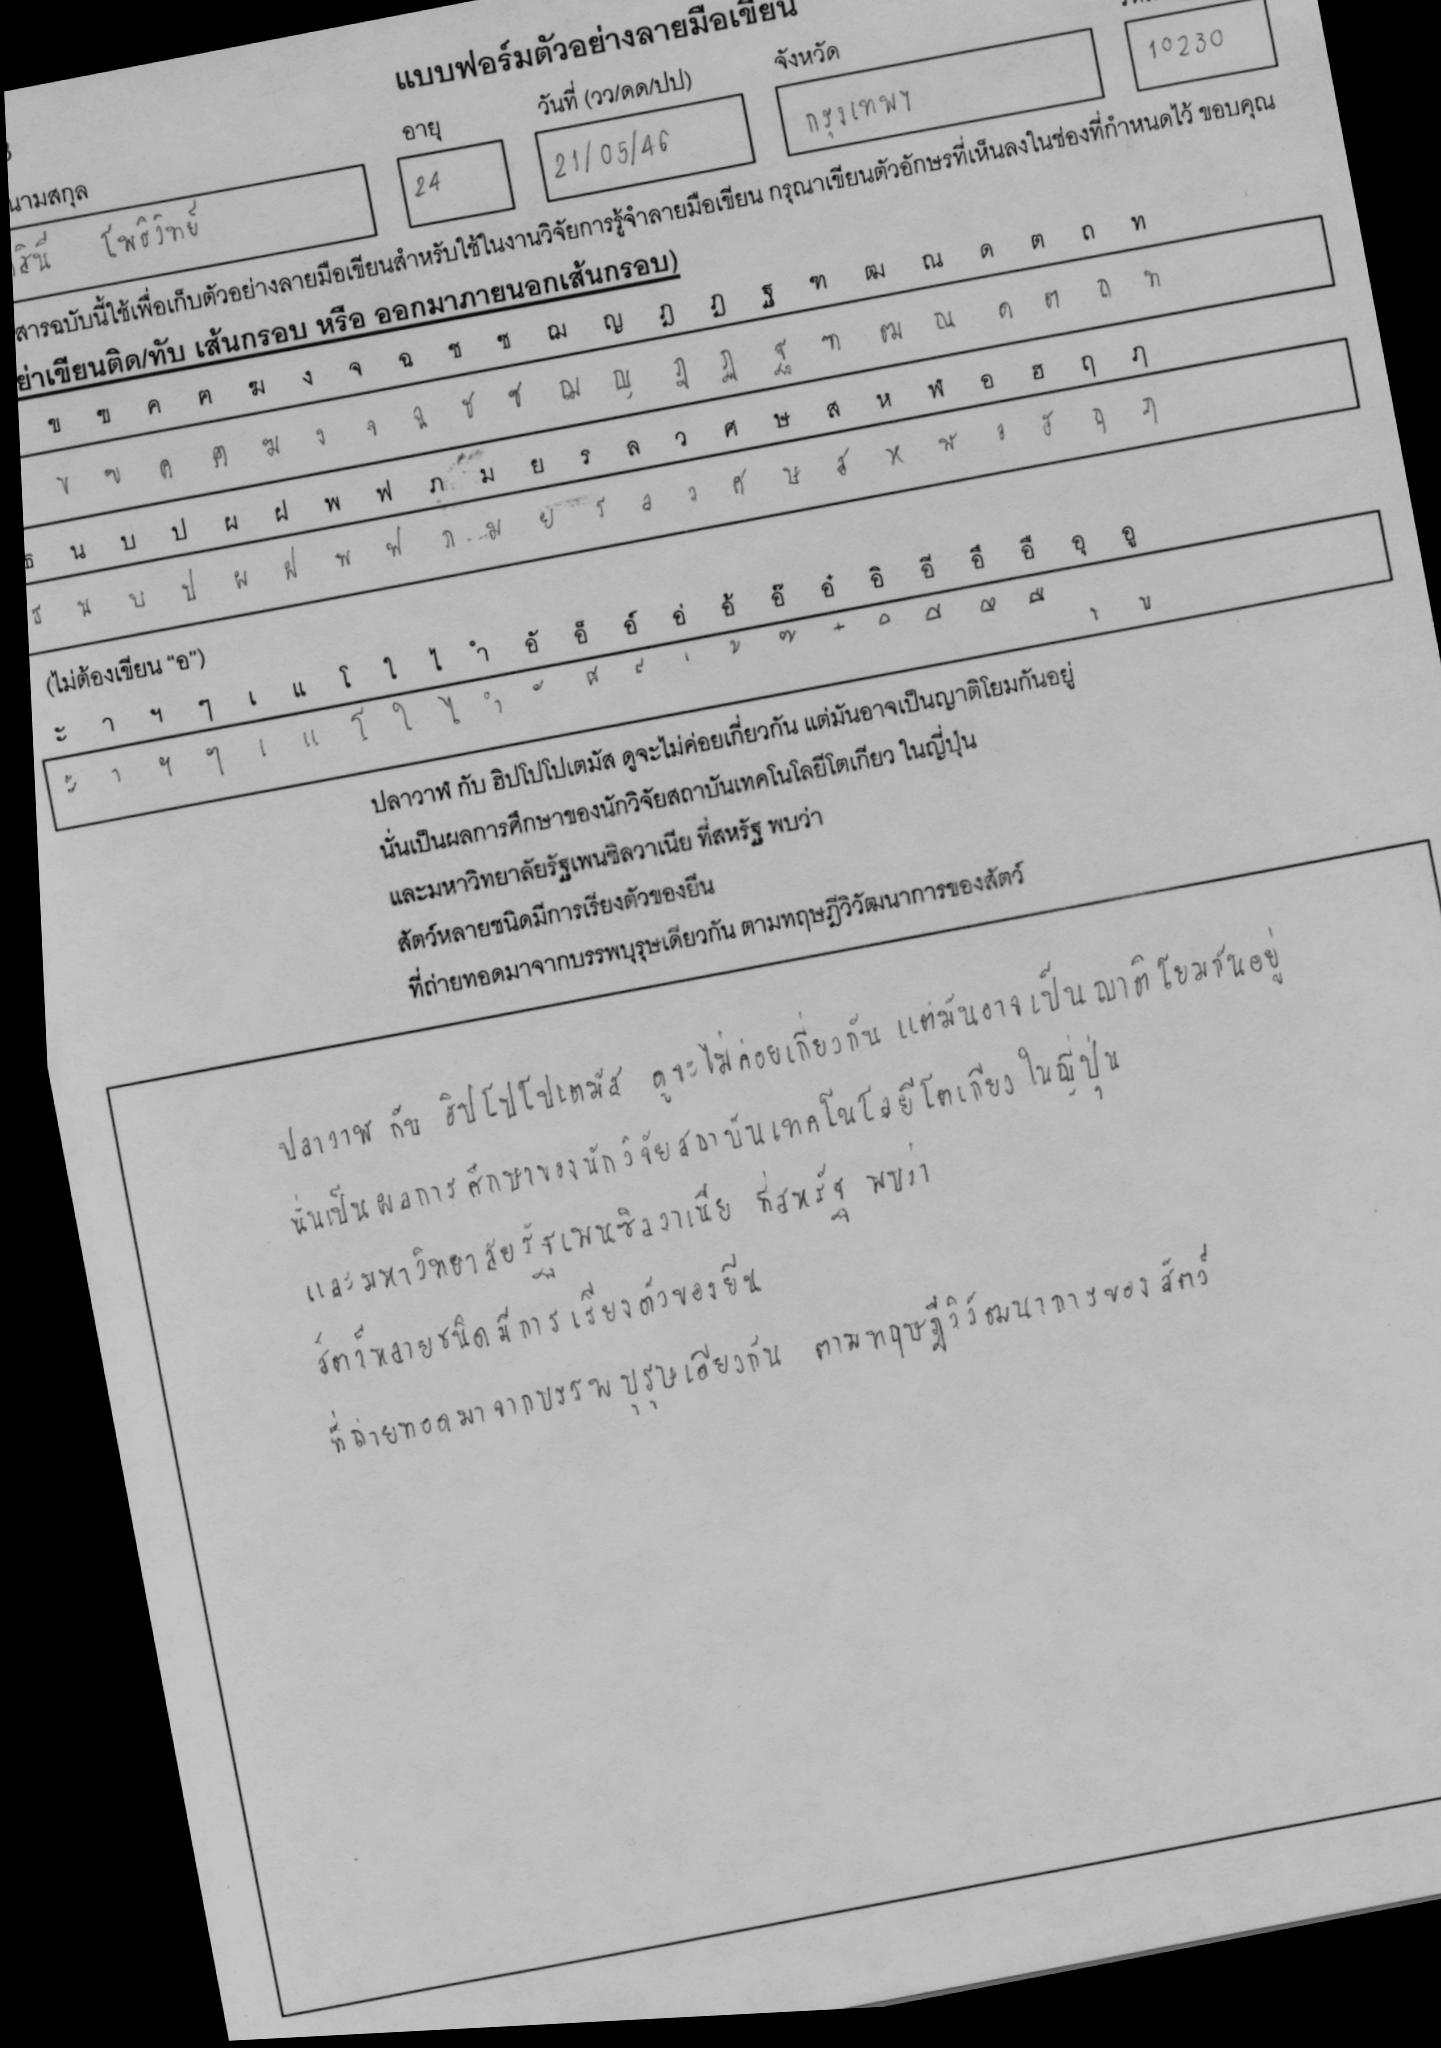 แบบฟอร์มตัวอย่างลายมือเขียน
นามสกุล
อายุ
วันที่ (วว/ดด/ปป)
จังหวัด
โพธิวิทย์
24
21/05/46
กรุงเทพฯ
10230
สารฉบับนี้ใช้เพื่อเก็บตัวอย่างลายมือเขียนสำหรับใช้ในงานวิจัยการรู้จำลายมือเขียน กรุณาเขียนตัวอักษรที่เห็นลงในช่องที่กำหนดไว้ ขอบคุณ
ย่าเขียนติด/ทับ เส้นกรอบ หรือ ออกมาภายนอกเส้นกรอบ)
ข ฃ ค ฅ ฆ ง จ ฉ ช ซ ฌ ญ ฎ ฏ ฐ ฑ ฒ ณ ด ต ถ ท
ข ฃ ค ฅ ฆ ง จ ฉ ช ซ ฌ ญ ฎ ฏ ฐ ฑ ฒ ณ ด ต ถ ท
ธ น บ ป ผ ฝ พ ฟ ภ ม ย ร ล ว ศ ษ ส ห ฬ อ ฮ ฤ ฦ
ธ น บ ป ผ ฝ พ ฟ ภ ม ย ร ล ว ศ ษ ส ห ฬ อ ฮ ฤ ฦ
(ไม่ต้องเขียน “อ”)
ะ า ฯ ๆ เ แ โ ใ ไ ำ อั อ็ อ์ อ่ อ้ อ๊ อ๋ อิ อี อึ อื อุ อู
ะ า ฯ ๆ เ แ โ ใ ไ ำ ั ็ ์ ่ ้ ๊ ๋ ิ ี ึ ื ุ ู
ปลาวาฬ กับ ฮิปโปโปเตมัส ดูจะไม่ค่อยเกี่ยวกัน แต่มันอาจเป็นญาติโยมกันอยู่
นั่นเป็นผลการศึกษาของนักวิจัยสถาบันเทคโนโลยีโตเกียว ในญี่ปุ่น
และมหาวิทยาลัยรัฐเพนซิลวาเนีย ที่สหรัฐ พบว่า
สัตว์หลายชนิดมีการเรียงตัวของยีน
ที่ถ่ายทอดมาจากบรรพบุรุษเดียวกัน ตามทฤษฎีวิวัฒนาการของสัตว์
ปลาวาฬ กับ ฮิปโปโปเตมัส ดูจะไม่ค่อยเกี่ยวกัน แต่มันอาจเป็นญาติโยมกันอยู่
นั่นเป็นผลการศึกษาของนักวิจัยสถาบันเทคโนโลยีโตเกียว ในญี่ปุ่น
และมหาวิทยาลัยรัฐเพนซิลวาเนีย ที่สหรัฐ พบว่า
สัตว์หลายชนิดมีการเรียงตัวของยีน
ที่ถ่ายทอดมาจากบรรพบุรุษเดียวกัน ตามทฤษฎีวิวัฒนาการของสัตว์